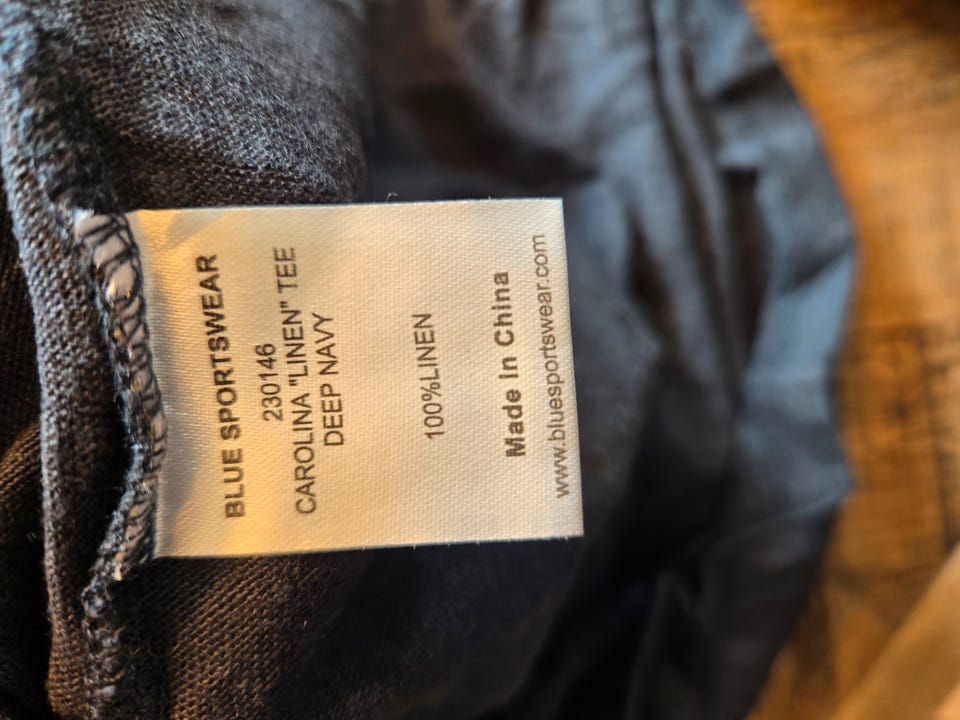 BLUE SPORTSWEAR
230146
CAROLINA "LINEN" TEE
DEEP NAVY
100%LINEN
Made In China
www.bluesportswear.com